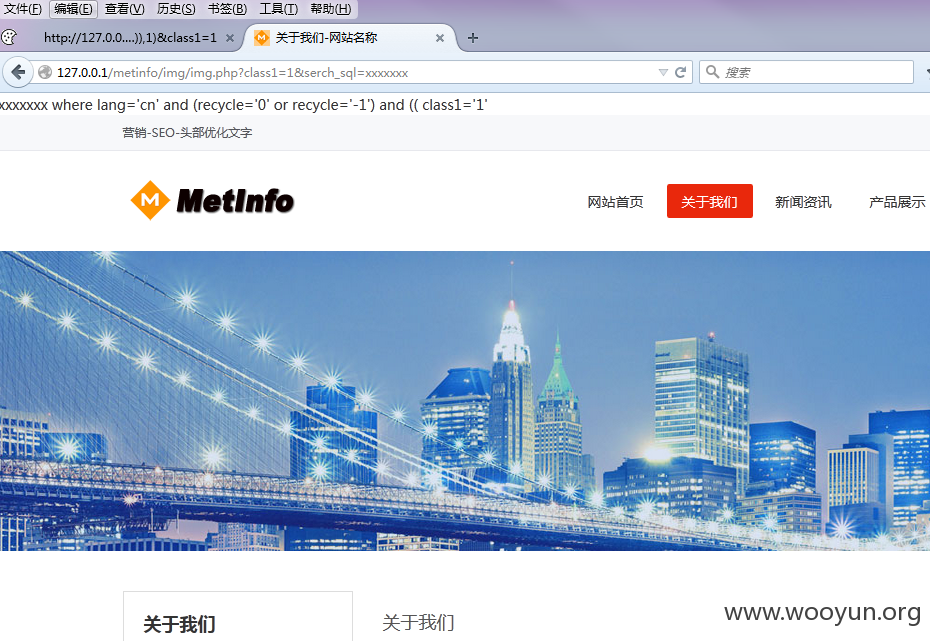 文件(F) 编辑(E) 查看(V) 历史(S) 书签(B) 工具(T) 帮助(H)
http://127.0.0....)),1)&class1=1 × 关于我们-网站名称 × +
127.0.0.1/metinfo/img/img.php?class1=1&serch_sql=xxxxxxx 搜索
xxxxxxx where lang='cn' and (recycle='0' or recycle='-1') and (( class1='1'
营销-SEO-头部优化文字
M MetInfo 网站首页 关于我们 新闻资讯 产品展示
关于我们 关于我们
www.wooyun.org